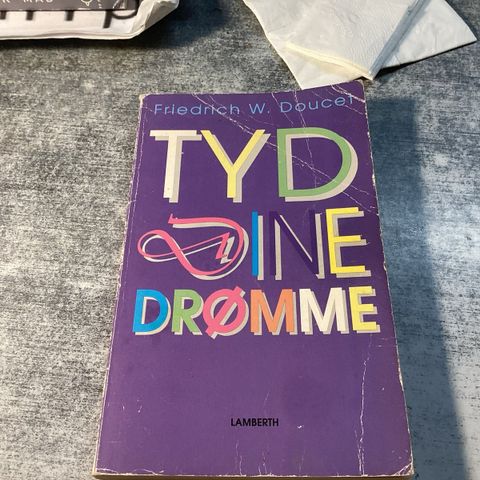 Friedrich W. Doucet
TYD
DINE
DRØMME
LAMBERTH